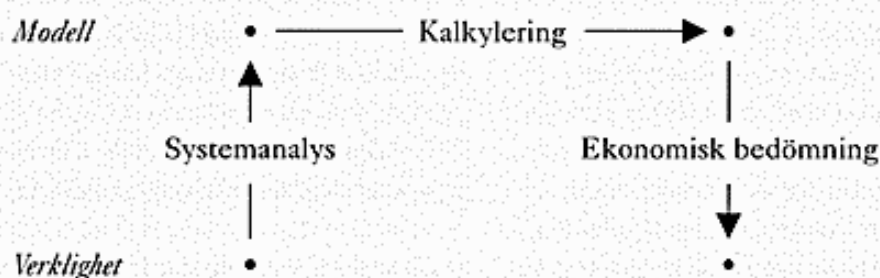 Modell Kalkylering
Systemanalys Ekonomisk bedömning
Verklighet